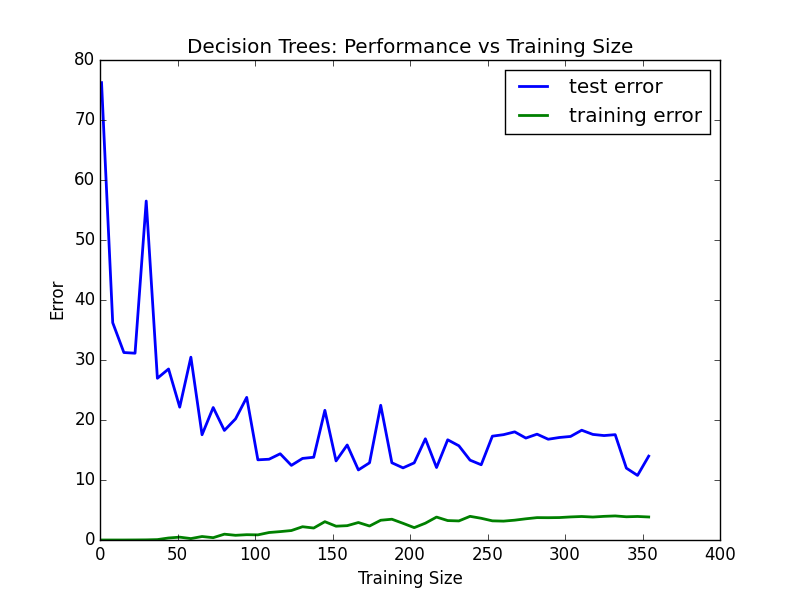 Decision Trees: Performance vs Training Size
test error
training error
80
70
60
50
40
30
20
10
0
Error
0 50 100 150 200 250 300 350 400
Training Size